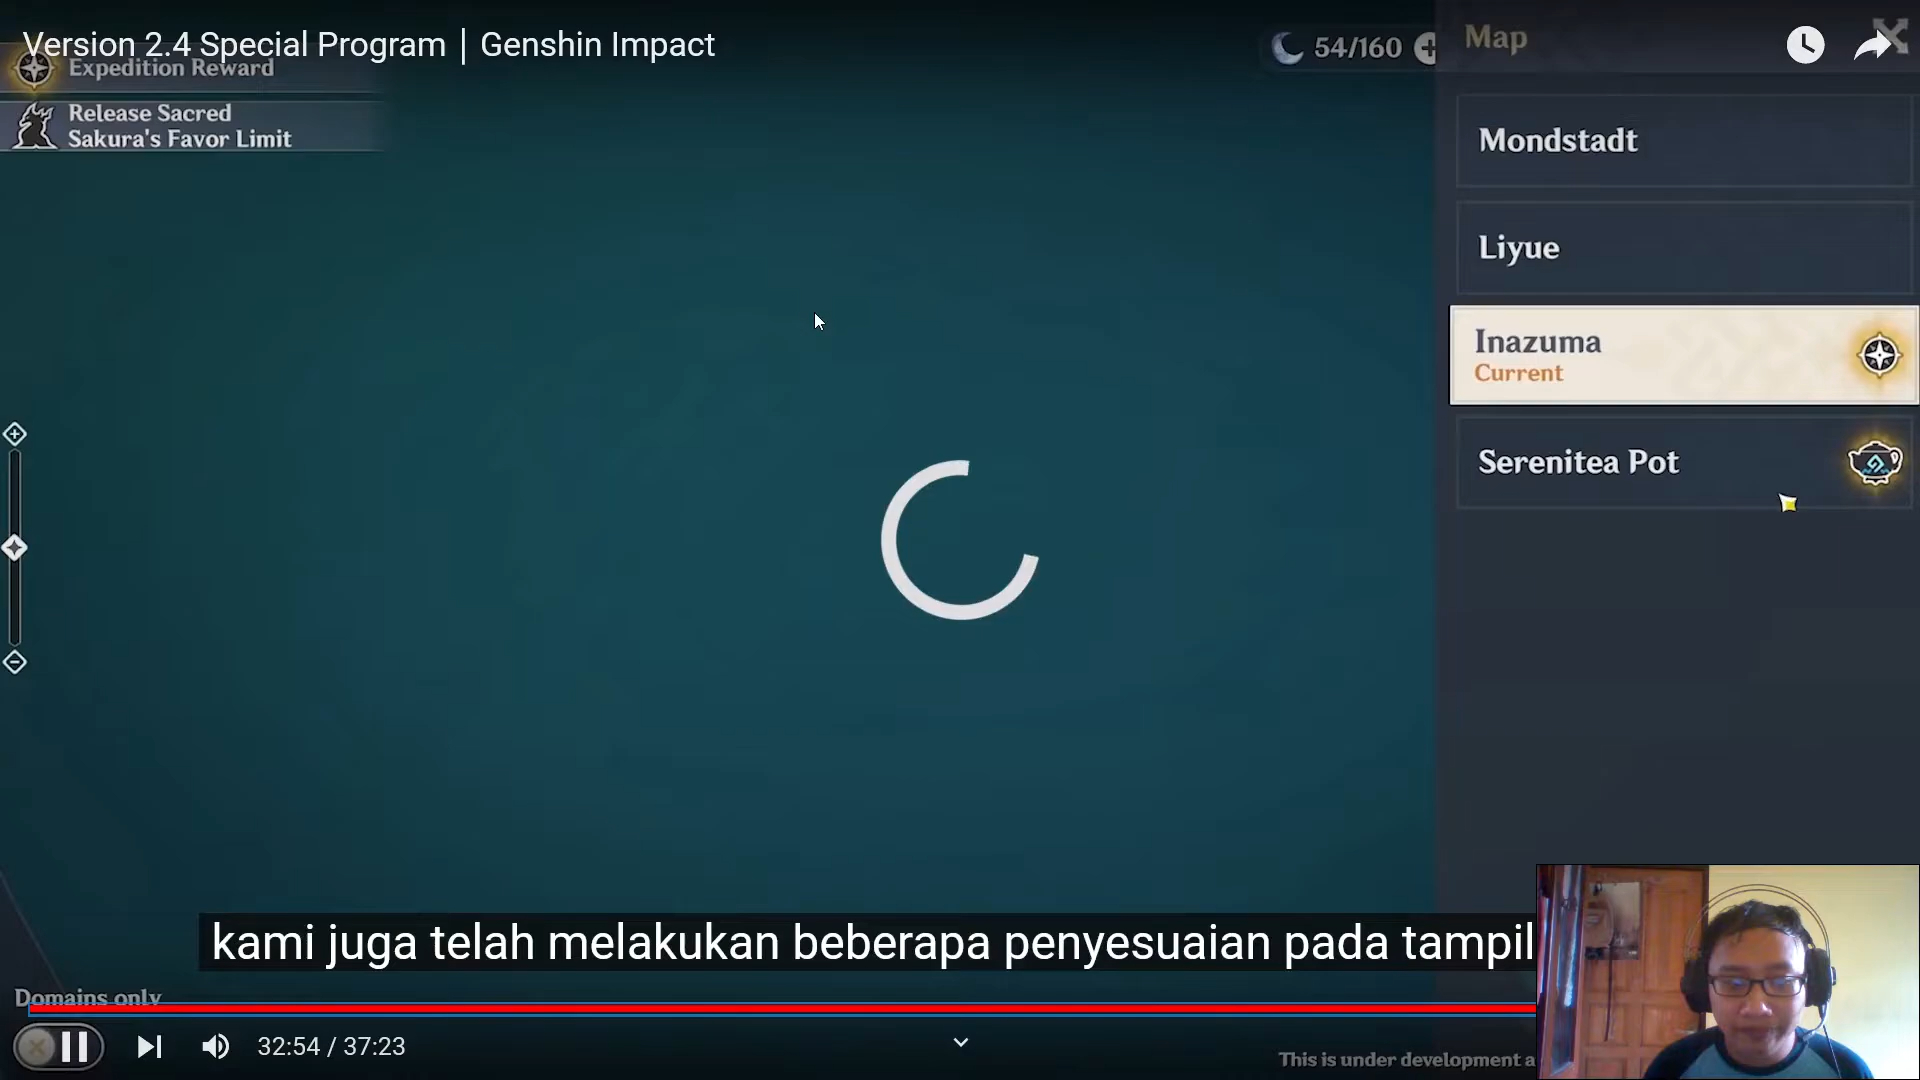 Version 2.4 Special Program | Genshin Impact
Expedition Reward
Release Sacred
Sakura's Favor Limit
54/160
Map
Mondstadt
Liyue
Inazuma
Current
Serenitea Pot
kami juga telah melakukan beberapa penyesuaian pada tampil
Domains only
32:54 / 37:23
This is under development a